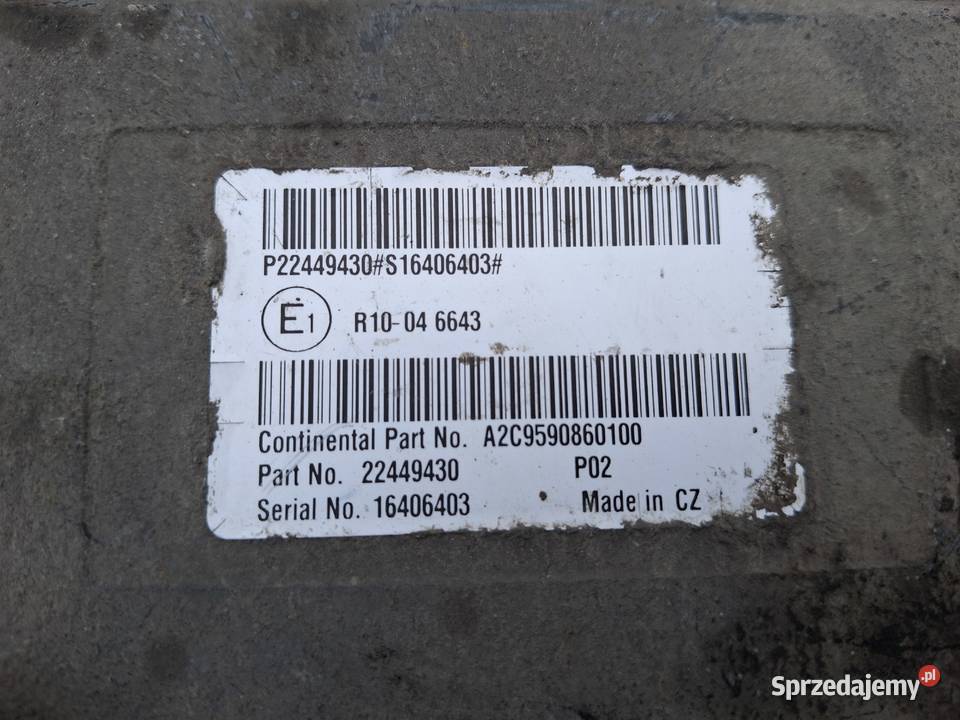 P22449430#S16406403#
E1 R10-04 6643
Continental Part No. A2C9590860100
Part No. 22449430 P02
Serial No. 16406403 Made in CZ
Sprzedajemy.pl